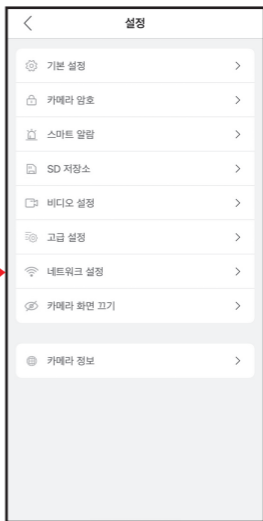 설정
기본 설정
카메라 암호
스마트 알람
SD 저장소
비디오 설정
고급 설정
네트워크 설정
카메라 화면 끄기
카메라 정보